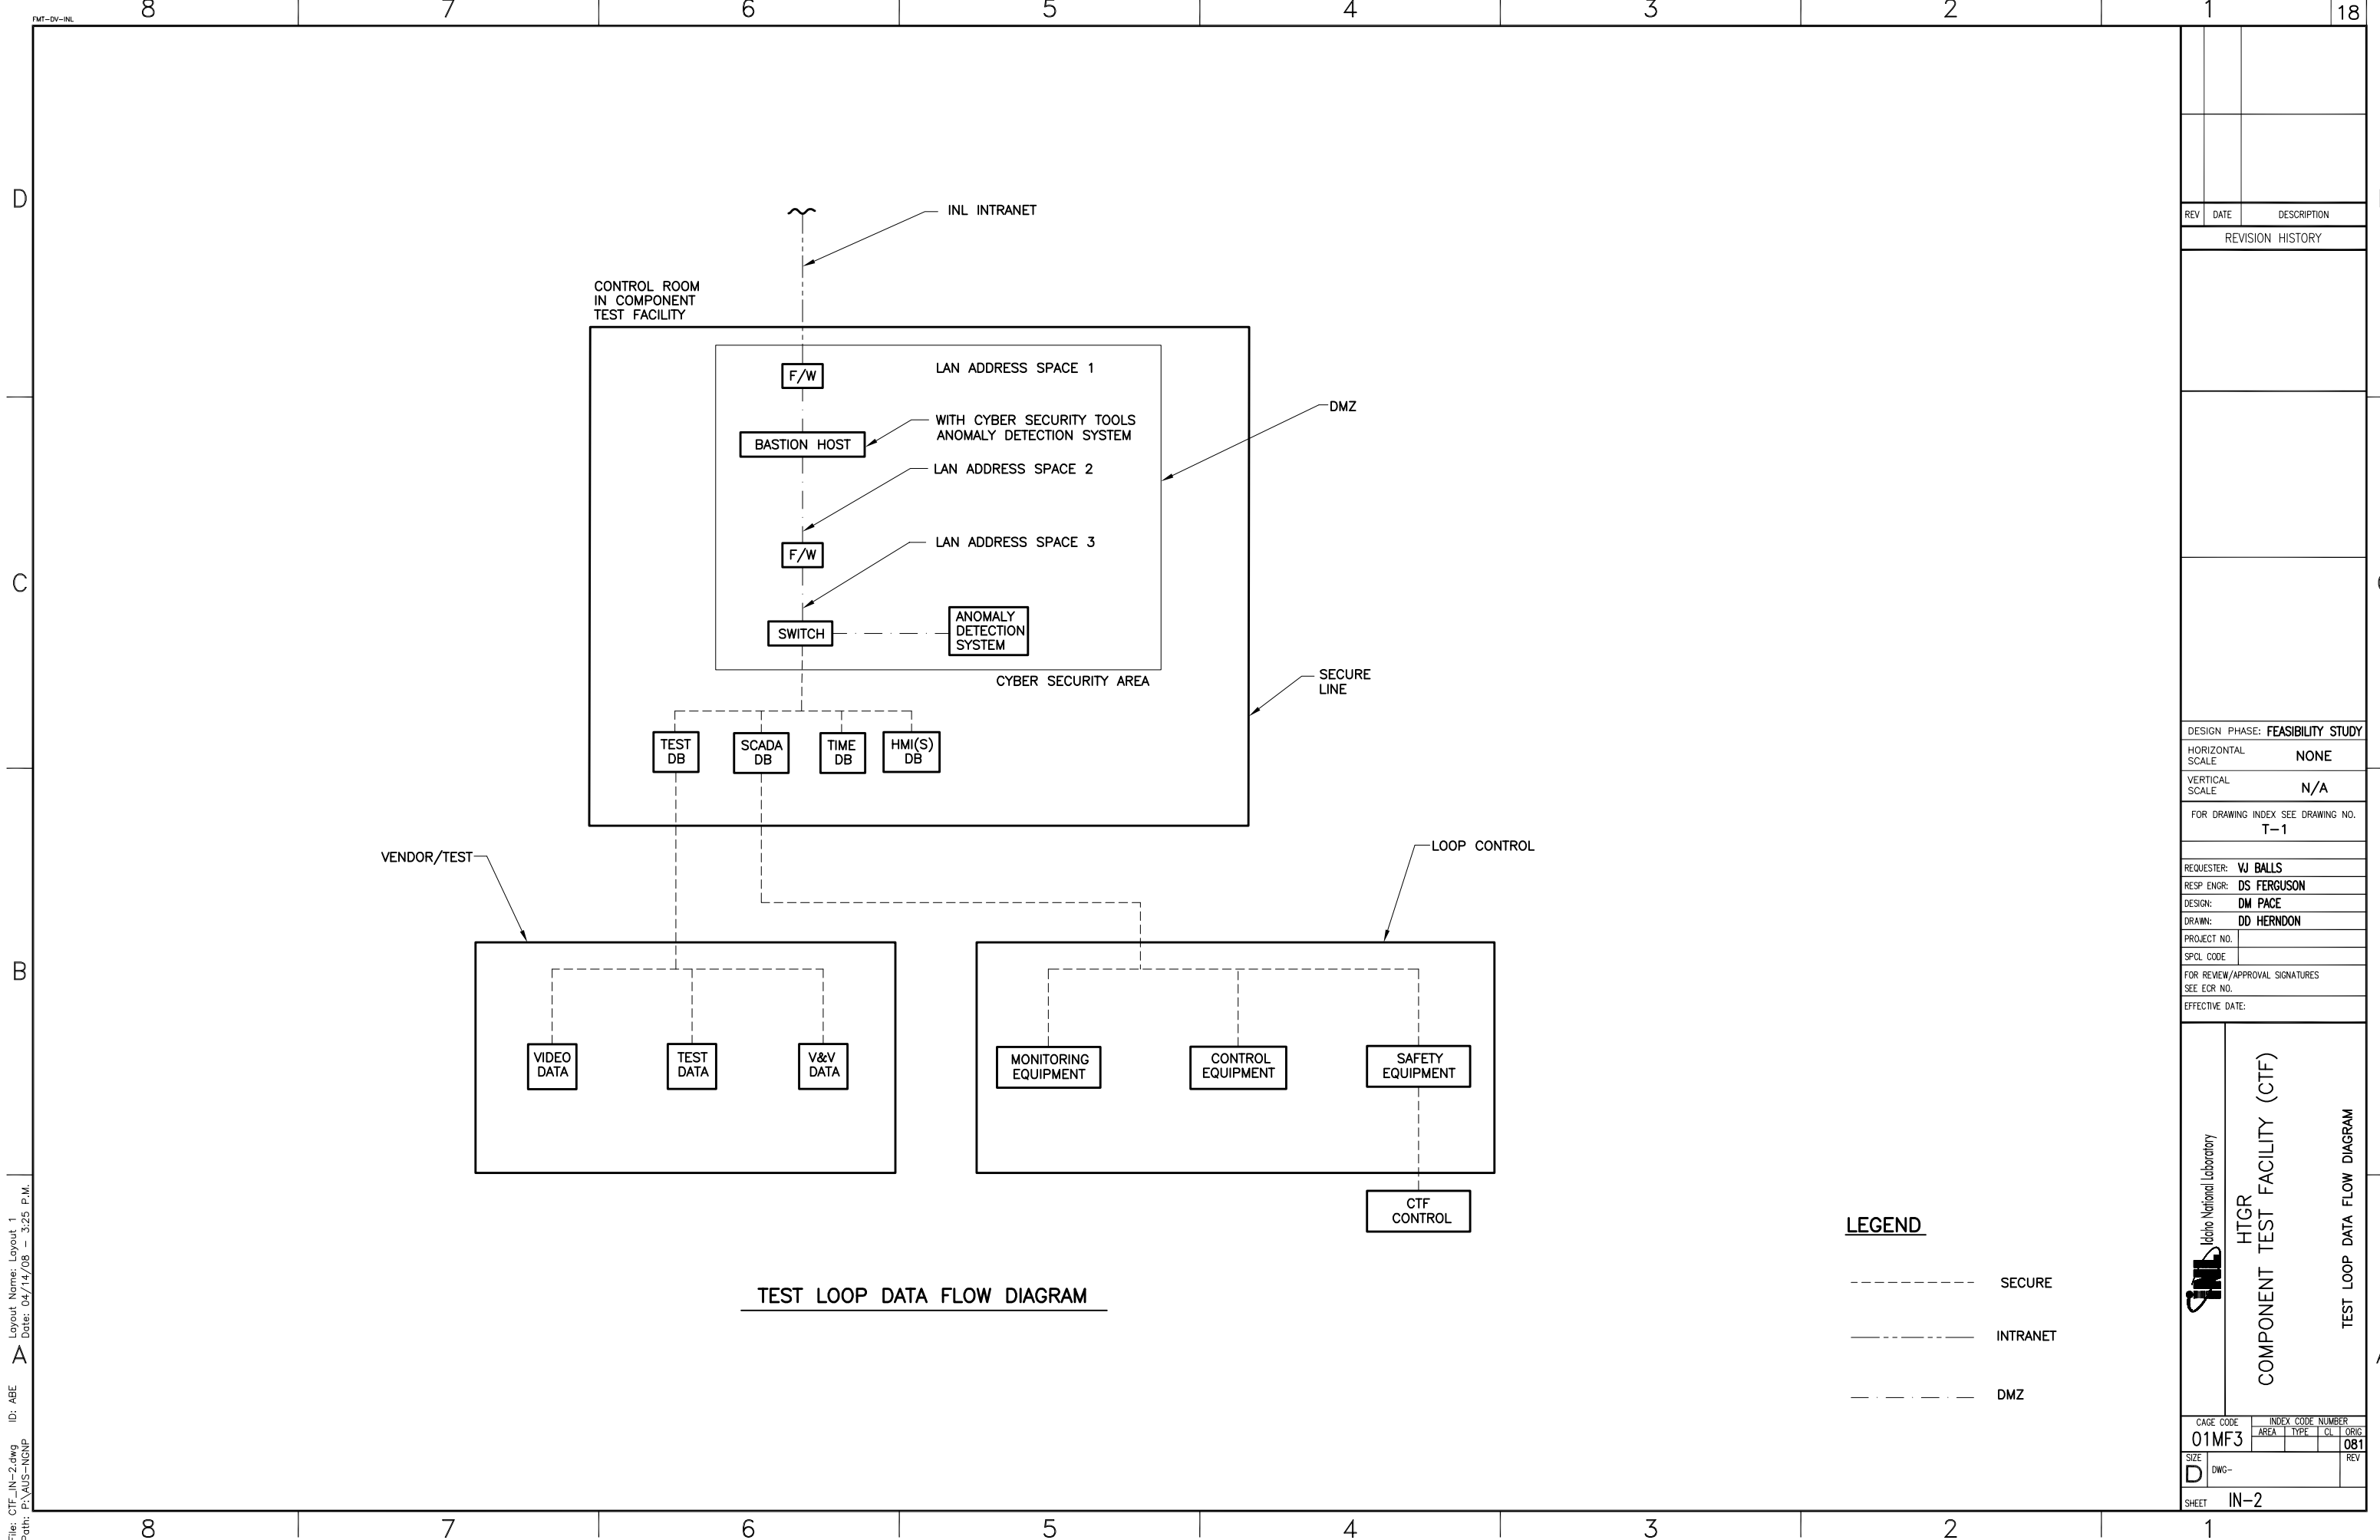 FMT-DV-INL
8 7 6 5 4 3 2 1
18
D
C
B
A
INL INTRANET
CONTROL ROOM
IN COMPONENT
TEST FACILITY
F/W
LAN ADDRESS SPACE 1
BASTION HOST
WITH CYBER SECURITY TOOLS
ANOMALY DETECTION SYSTEM
DMZ
LAN ADDRESS SPACE 2
F/W
LAN ADDRESS SPACE 3
SWITCH
ANOMALY
DETECTION
SYSTEM
CYBER SECURITY AREA
SECURE
LINE
TEST
DB
SCADA
DB
TIME
DB
HMI(S)
DB
VENDOR/TEST
LOOP CONTROL
VIDEO
DATA
TEST
DATA
V&V
DATA
MONITORING
EQUIPMENT
CONTROL
EQUIPMENT
SAFETY
EQUIPMENT
CTF
CONTROL
TEST LOOP DATA FLOW DIAGRAM
LEGEND
SECURE
INTRANET
DMZ
REV DATE DESCRIPTION
REVISION HISTORY
DESIGN PHASE: FEASIBILITY STUDY
HORIZONTAL
SCALE
NONE
VERTICAL
SCALE
N/A
FOR DRAWING INDEX SEE DRAWING NO.
T-1
REQUESTER: VJ BALLS
RESP ENGR: DS FERGUSON
DESIGN: DM PACE
DRAWN: DD HERNDON
PROJECT NO.
SPCL CODE
FOR REVIEW/APPROVAL SIGNATURES
SEE ECR NO.
EFFECTIVE DATE:
INL Idaho National Laboratory
HTGR
COMPONENT TEST FACILITY (CTF)
TEST LOOP DATA FLOW DIAGRAM
CAGE CODE
01MF3
INDEX CODE NUMBER
AREA TYPE CL ORIG
081
SIZE
D
DWG-
REV
SHEET IN-2
Layout Name: Layout 1
Date: 04/14/08 - 3:25 P.M.
ID: ABE
File: CTF_IN-2.dwg
Path: P:\AUS-NGNP
8 7 6 5 4 3 2 1